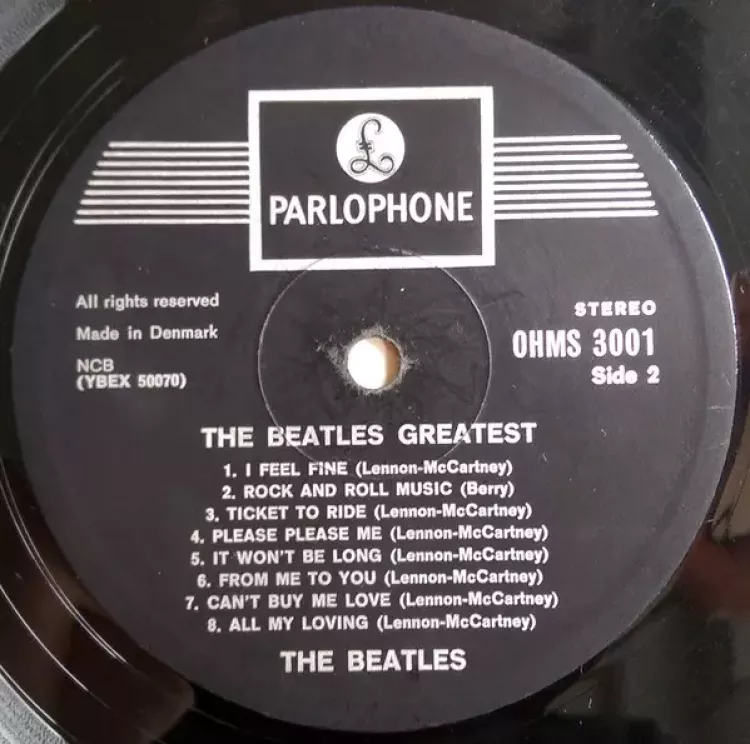 £
PARLOPHONE
All rights reserved
Made in Denmark
NCB
(YBEX 50070)
STEREO
OHMS 3001
Side 2
THE BEATLES GREATEST
1. I FEEL FINE (Lennon-McCartney)
2. ROCK AND ROLL MUSIC (Berry)
3. TICKET TO RIDE (Lennon-McCartney)
4. PLEASE PLEASE ME (Lennon-McCartney)
5. IT WON'T BE LONG (Lennon-McCartney)
6. FROM ME TO YOU (Lennon-McCartney)
7. CAN'T BUY ME LOVE (Lennon-McCartney)
8. ALL MY LOVING (Lennon-McCartney)
THE BEATLES